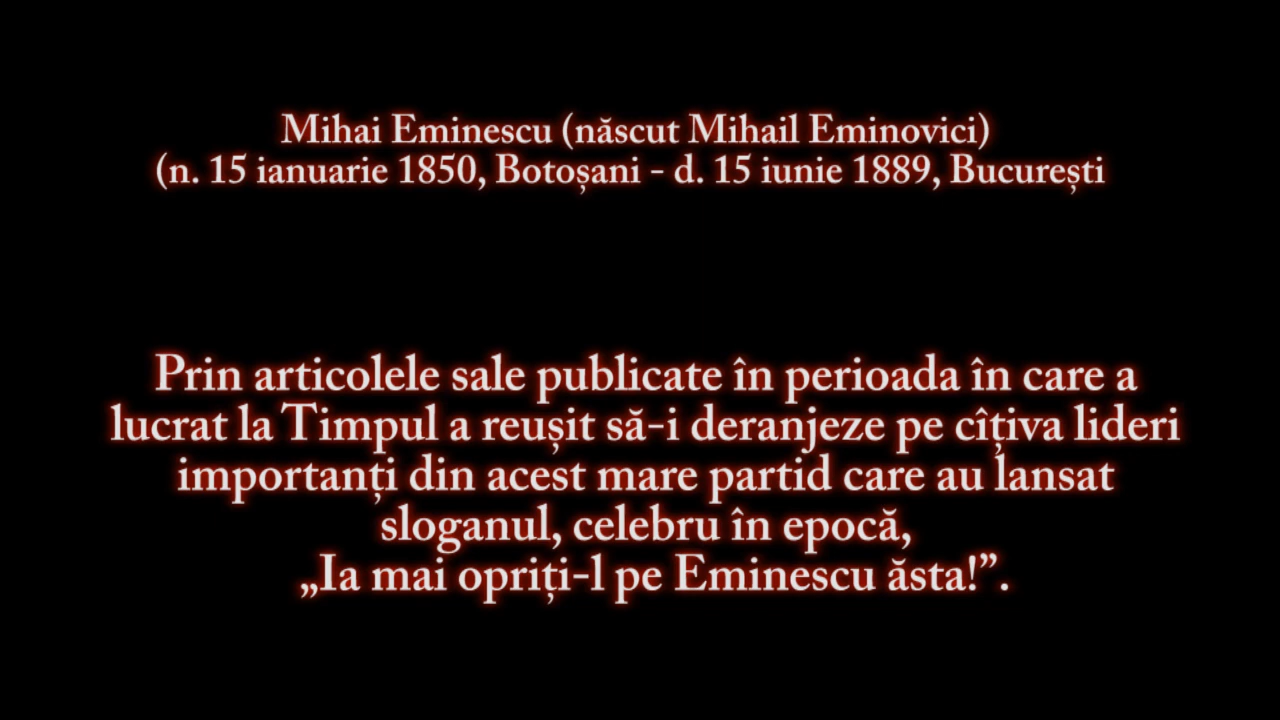 Mihai Eminescu (născut Mihail Eminovici)
(n. 15 ianuarie 1850, Botoșani - d. 15 iunie 1889, București
Prin articolele sale publicate în perioada în care a
lucrat la Timpul a reușit să-i deranjeze pe cîțiva lideri
importanți din acest mare partid care au lansat
sloganul, celebru în epocă,
„Ia mai opriți-l pe Eminescu ăsta!”.